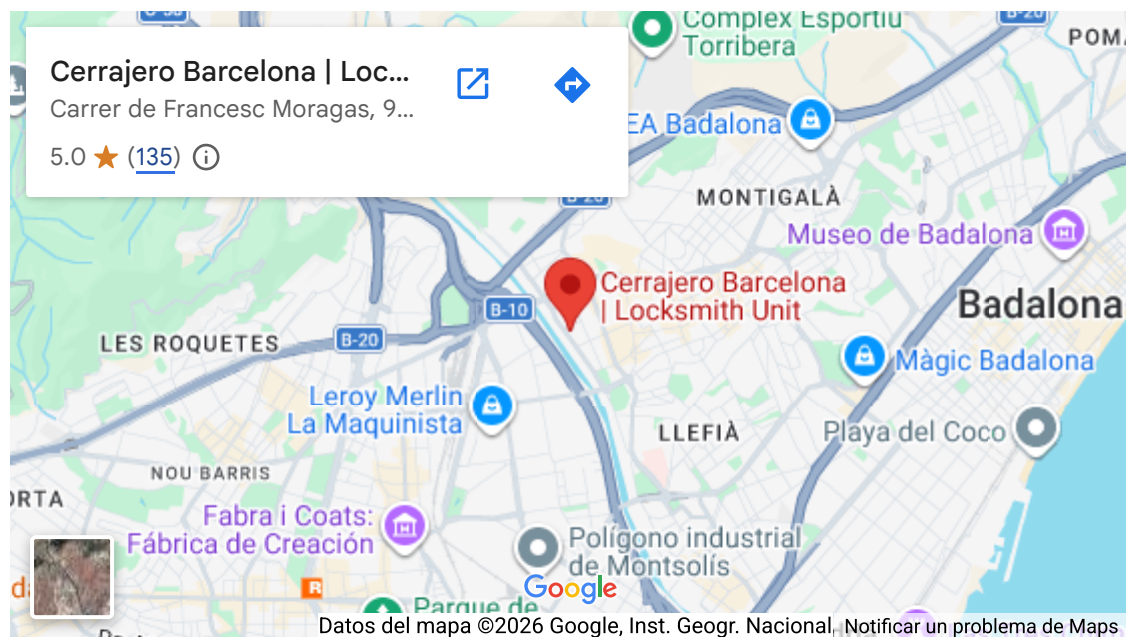 B-20
Complex Esportiu
Torribera
Cerrajero Barcelona | Loc...
Carrer de Francesc Moragas, 9...
5.0 ★ (135)
EA Badalona
MONTIGALÀ
B-20
Museo de Badalona
Cerrajero Barcelona
| Locksmith Unit
Badalona
B-10
B-20
LES ROQUETES
Màgic Badalona
Leroy Merlin
La Maquinista
LLEFIÀ
Playa del Coco
NOU BARRIS
Fabra i Coats:
Fábrica de Creación
Polígono industrial
de Montsolís
Google
R
Parque de
Datos del mapa ©2026 Google, Inst. Geogr. Nacional
Notificar un problema de Maps